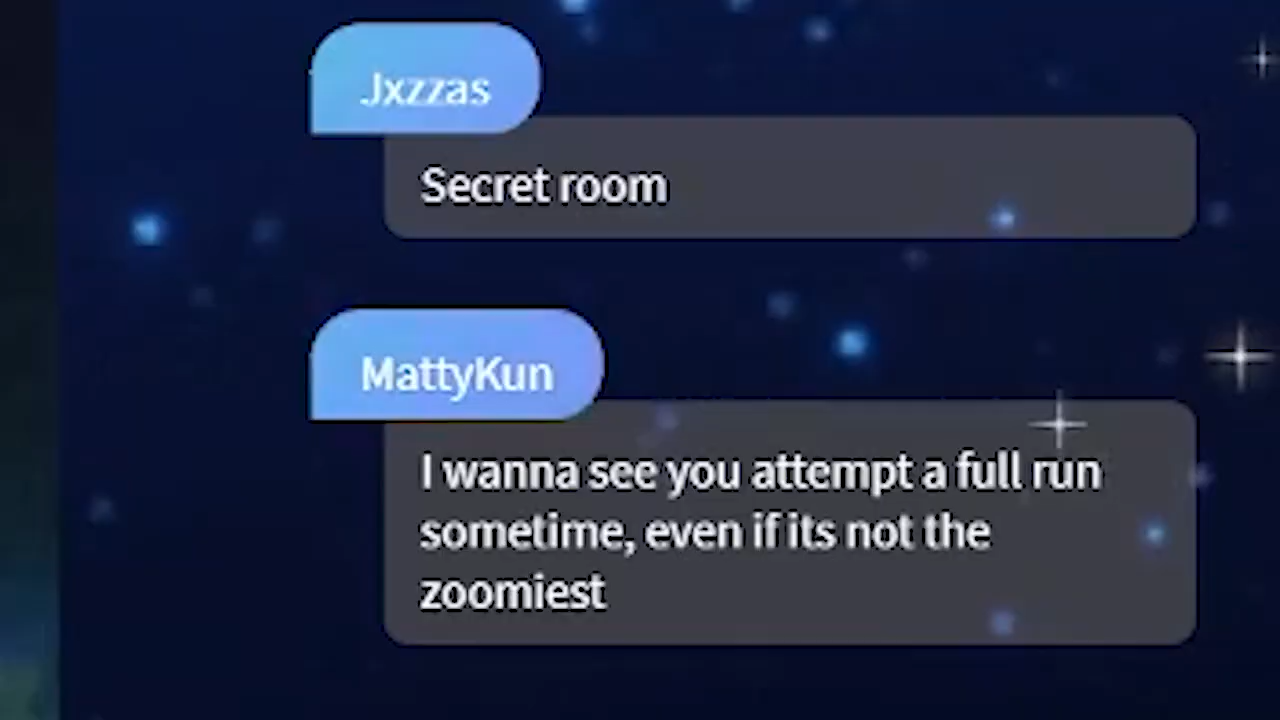 Jxzzas
Secret room
MattyKun
I wanna see you attempt a full run
sometime, even if its not the
zoomiest